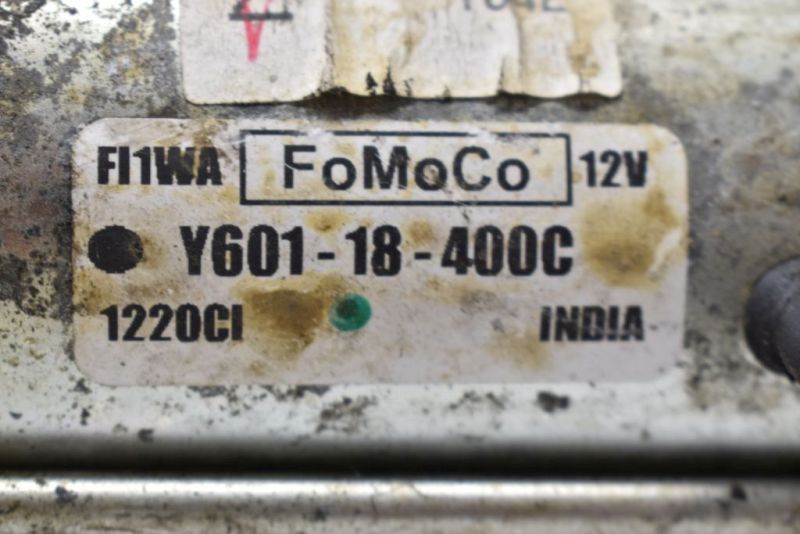 FI1WA FoMoCo 12V
Y601-18-400C
1220CI INDIA